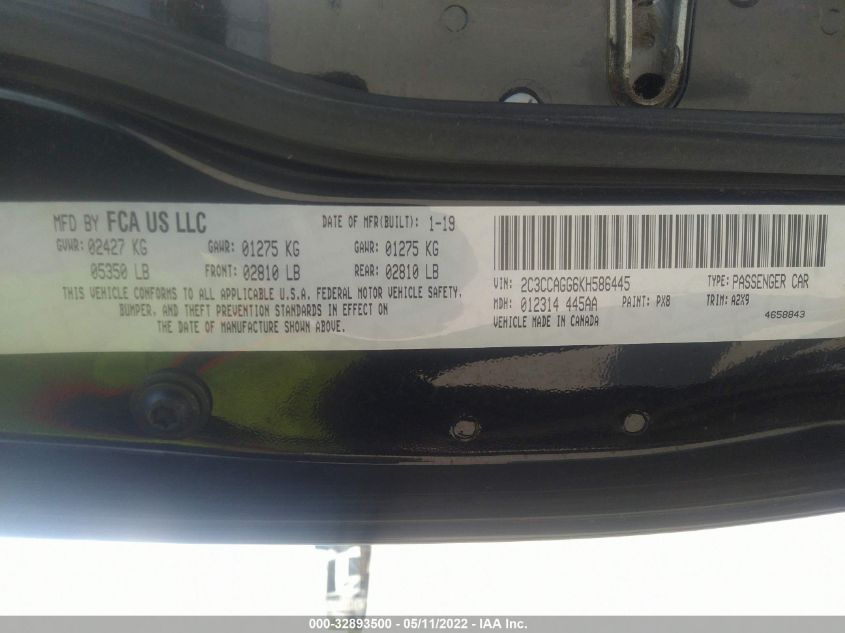 MFD BY FCA US LLC DATE OF MFR(BUILT): 1-19
GVWR: 02427 KG GAWR: 01275 KG GAWR: 01275 KG
05350 LB FRONT: 02810 LB REAR: 02810 LB
THIS VEHICLE CONFORMS TO ALL APPLICABLE U.S.A. FEDERAL MOTOR VEHICLE SAFETY,
BUMPER, AND THEFT PREVENTION STANDARDS IN EFFECT ON
THE DATE OF MANUFACTURE SHOWN ABOVE.
VIN: 2C3CCAGG6KH586445 TYPE: PASSENGER CAR
MDH: 012314 445AA PAINT: PX8 TRIM: A2X9
VEHICLE MADE IN CANADA 4658843
000-32893500 - 05/11/2022 - IAA Inc.